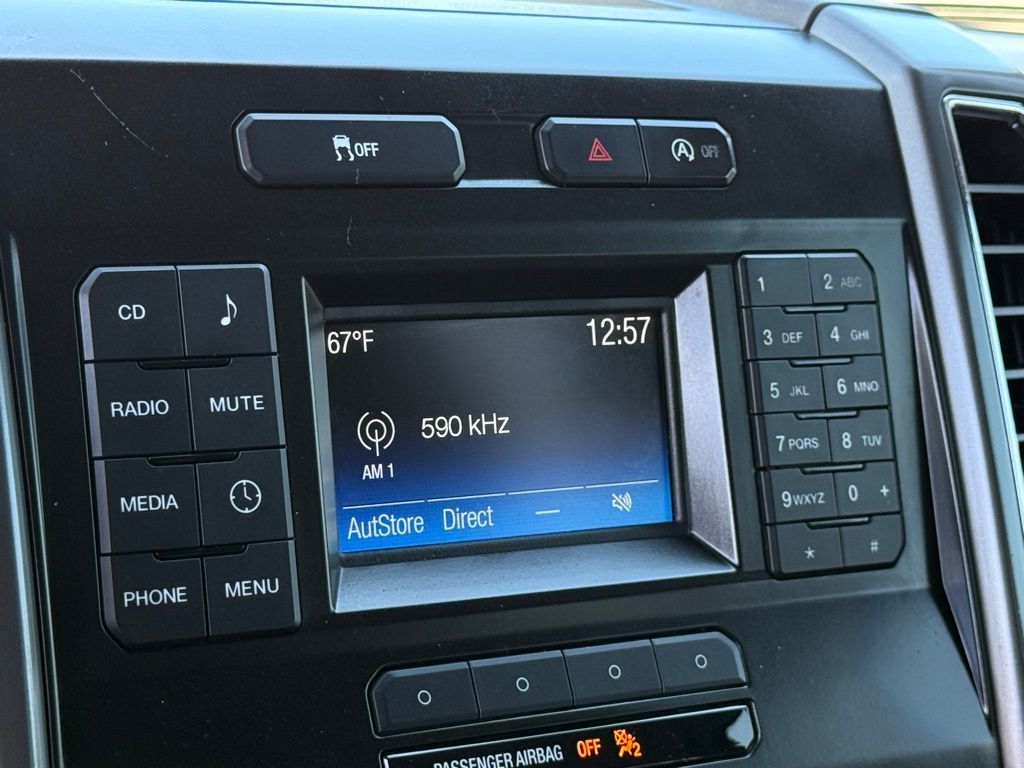 OFF
A OFF
CD
RADIO MUTE
MEDIA
PHONE MENU
67°F 12:57
590 kHz
AM 1
AutStore Direct —
1 2 ABC
3 DEF 4 GHI
5 JKL 6 MNO
7 PQRS 8 TUV
9 WXYZ 0 +
* #
PASSENGER AIRBAG OFF 2